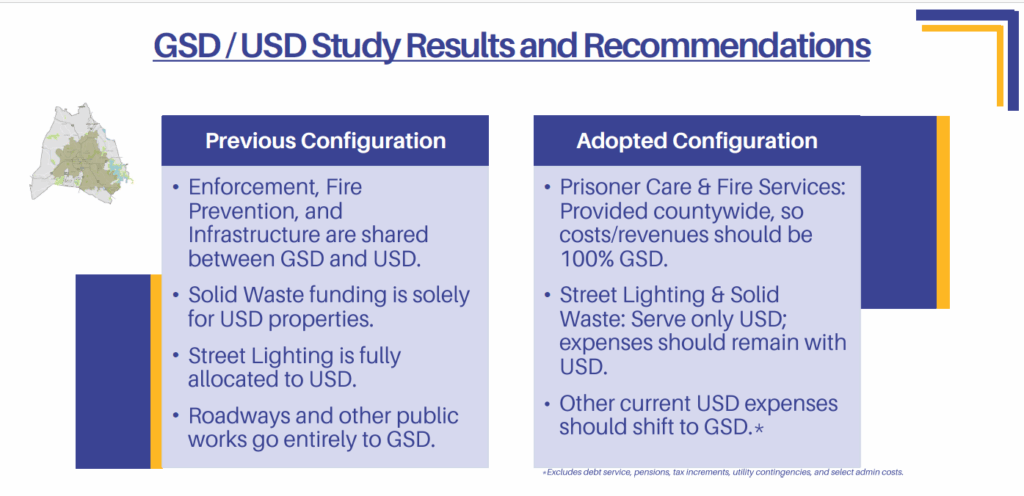 GSD / USD Study Results and Recommendations
Previous Configuration
• Enforcement, Fire
Prevention, and
Infrastructure are shared
between GSD and USD.
• Solid Waste funding is solely
for USD properties.
• Street Lighting is fully
allocated to USD.
• Roadways and other public
works go entirely to GSD.
Adopted Configuration
• Prisoner Care & Fire Services:
Provided countywide, so
costs/revenues should be
100% GSD.
• Street Lighting & Solid
Waste: Serve only USD;
expenses should remain with
USD.
• Other current USD expenses
should shift to GSD.*
*Excludes debt service, pensions, tax increments, utility contingencies, and select admin costs.